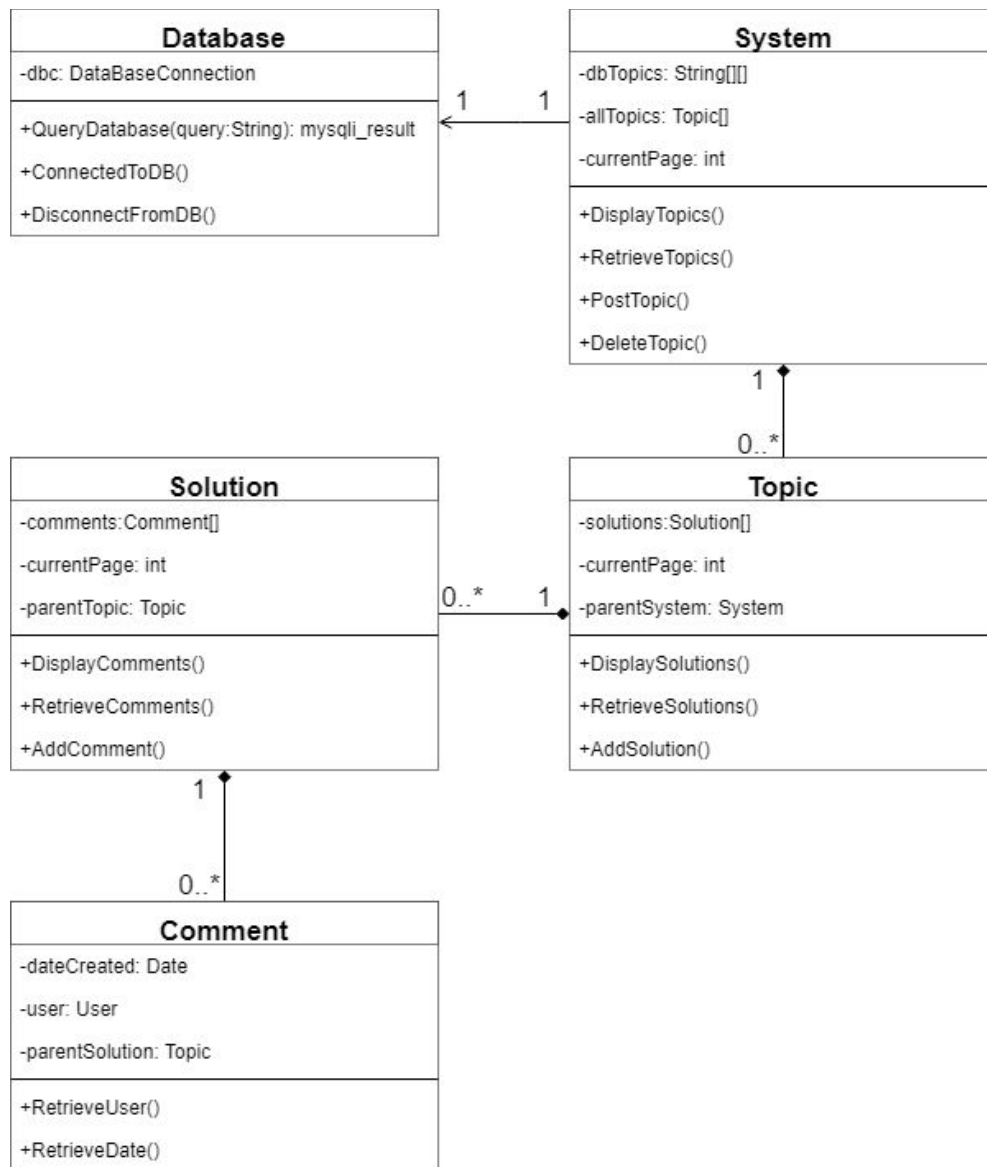 Database
-dbc: DataBaseConnection
+QueryDatabase(query:String): mysqli_result
+ConnectedToDB()
+DisconnectFromDB()
1 1
System
-dbTopics: String[][]
-allTopics: Topic[]
-currentPage: int
+DisplayTopics()
+RetrieveTopics()
+PostTopic()
+DeleteTopic()
1
0..*
Solution
-comments:Comment[]
-currentPage: int
-parentTopic: Topic
+DisplayComments()
+RetrieveComments()
+AddComment()
0..* 1
Topic
-solutions:Solution[]
-currentPage: int
-parentSystem: System
+DisplaySolutions()
+RetrieveSolutions()
+AddSolution()
1
0..*
Comment
-dateCreated: Date
-user: User
-parentSolution: Topic
+RetrieveUser()
+RetrieveDate()